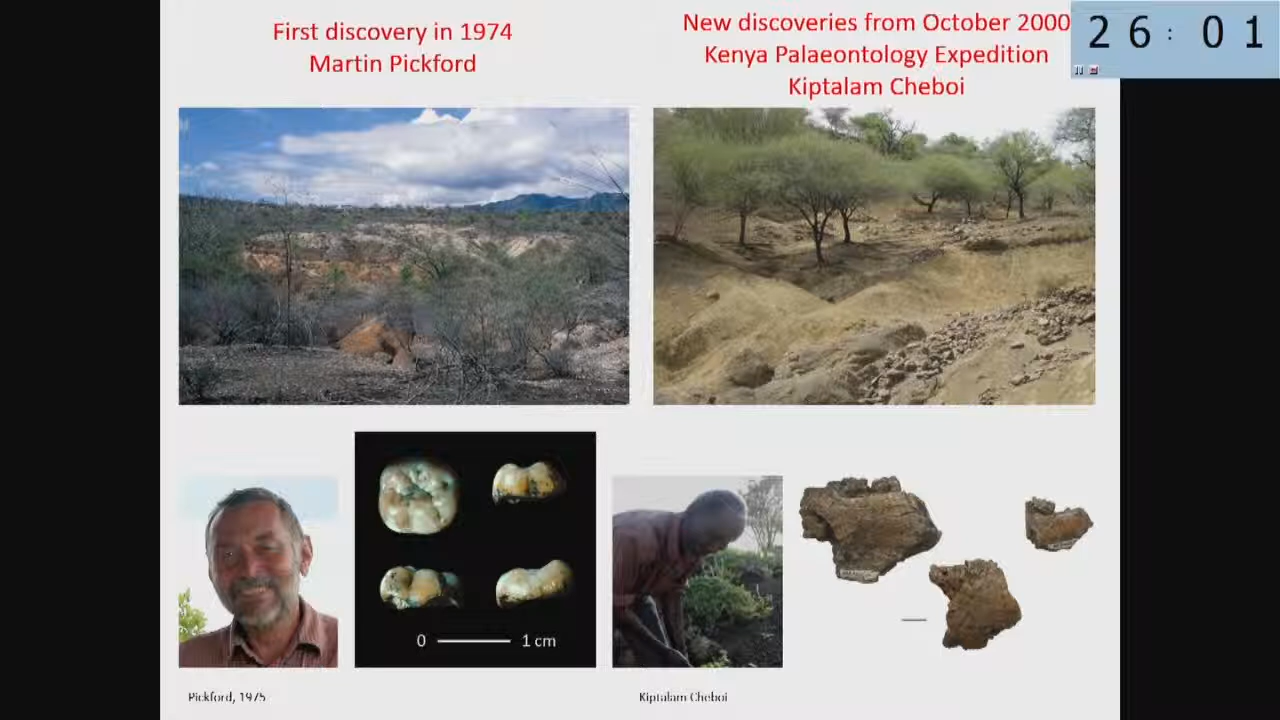 First discovery in 1974
Martin Pickford
New discoveries from October 2000
Kenya Palaeontology Expedition
Kiptalam Cheboi
26:01
0 1 cm
Pickford, 1975
Kiptalam Cheboi